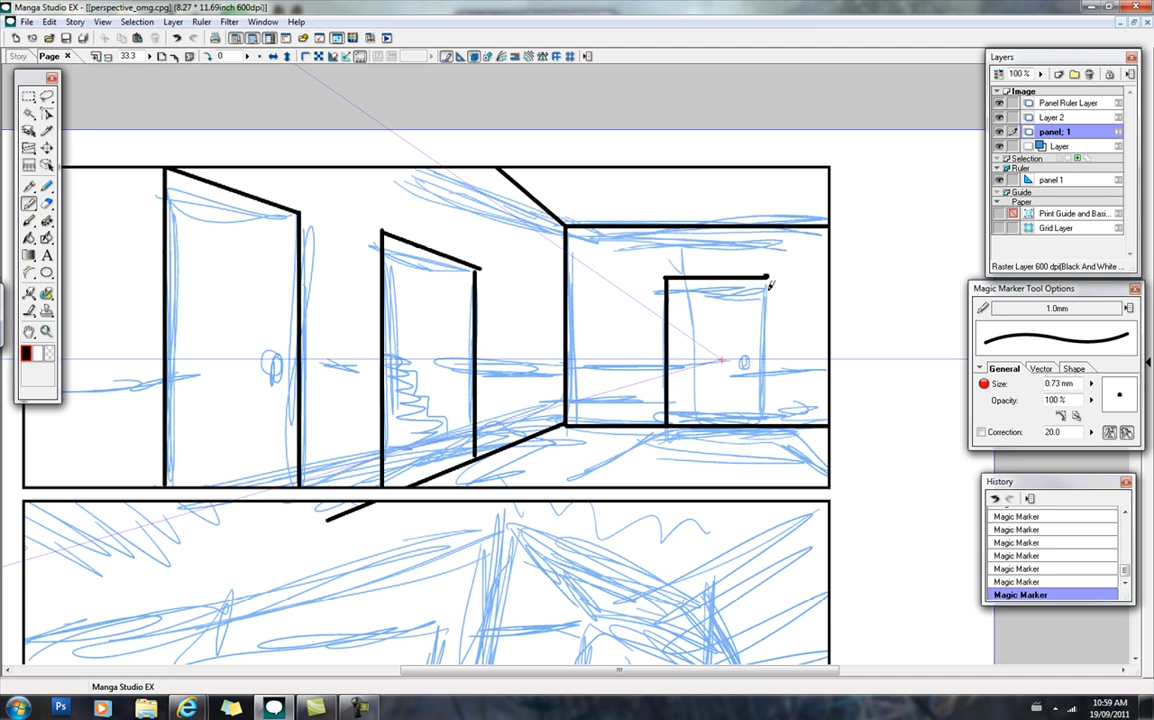 Manga Studio EX - [[perspective_omg.cpg] (8.27 * 11.69inch 600dpi)]
File Edit Story View Selection Layer Ruler Filter Window Help
Story Page 33.3 0
Layers
100 %
Image
Panel Ruler Layer
Layer 2
panel; 1
Layer
Selection
Ruler
panel 1
Guide
Paper
Print Guide and Basi...
Grid Layer
Raster Layer 600 dpi(Black And White ...
Magic Marker Tool Options
1.0mm
General Vector Shape
Size: 0.73 mm
Opacity: 100 %
Correction: 20.0
History
Magic Marker
Magic Marker
Magic Marker
Magic Marker
Magic Marker
Magic Marker
Magic Marker
Manga Studio EX
10:59 AM
19/09/2011